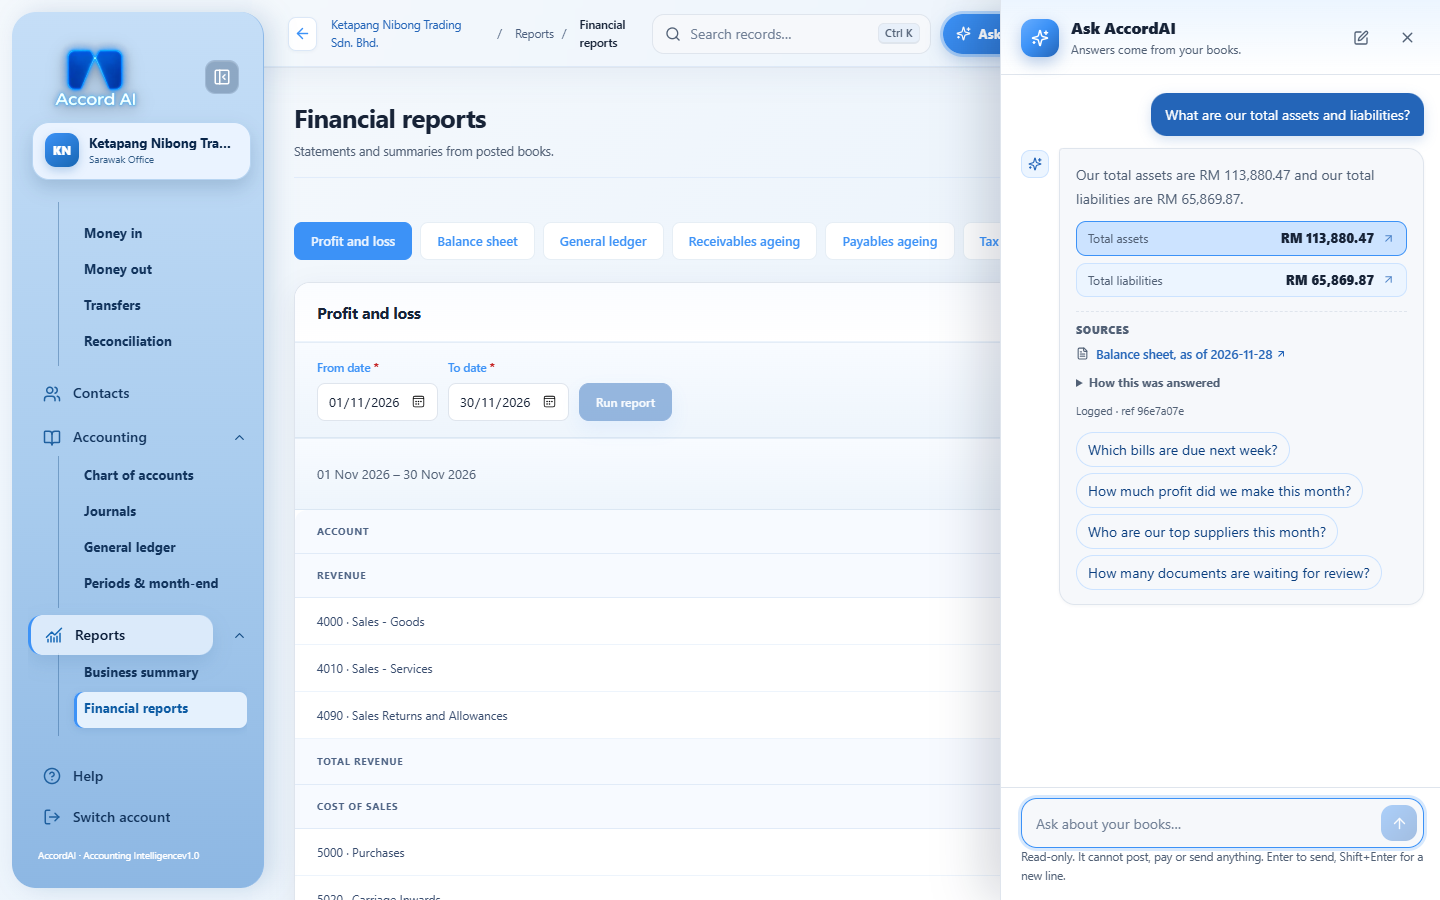 Accord AI
KN
Ketapang Nibong Tra...
Sarawak Office
Money in
Money out
Transfers
Reconciliation
Contacts
Accounting
Chart of accounts
Journals
General ledger
Periods & month-end
Reports
Business summary
Financial reports
Help
Switch account
AccordAI · Accounting Intelligencev1.0
Ketapang Nibong Trading
Sdn. Bhd.
/ Reports /
Financial
reports
Search records...
Ctrl K
Ask
Financial reports
Statements and summaries from posted books.
Profit and loss
Balance sheet
General ledger
Receivables ageing
Payables ageing
Tax
Profit and loss
From date *
To date *
01/11/2026
30/11/2026
Run report
01 Nov 2026 – 30 Nov 2026
ACCOUNT
REVENUE
4000 · Sales - Goods
4010 · Sales - Services
4090 · Sales Returns and Allowances
TOTAL REVENUE
COST OF SALES
5000 · Purchases
5020 · Carriage Inwards
Ask AccordAI
Answers come from your books.
What are our total assets and liabilities?
Our total assets are RM 113,880.47 and our total
liabilities are RM 65,869.87.
Total assets RM 113,880.47
Total liabilities RM 65,869.87
SOURCES
Balance sheet, as of 2026-11-28
How this was answered
Logged · ref 96e7a07e
Which bills are due next week?
How much profit did we make this month?
Who are our top suppliers this month?
How many documents are waiting for review?
Ask about your books...
Read-only. It cannot post, pay or send anything. Enter to send, Shift+Enter for a
new line.